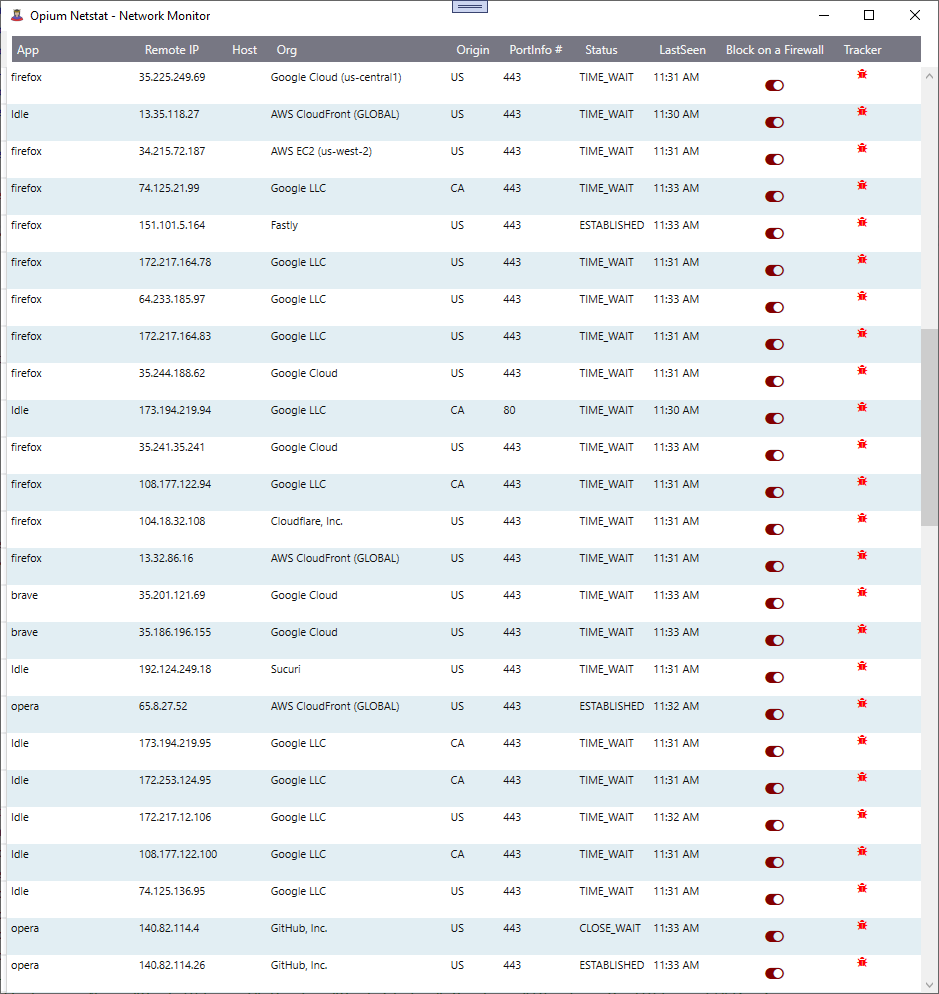 Opium Netstat - Network Monitor
App Remote IP Host Org Origin PortInfo # Status LastSeen Block on a Firewall Tracker
firefox 35.225.249.69 Google Cloud (us-central1) US 443 TIME_WAIT 11:31 AM
Idle 13.35.118.27 AWS CloudFront (GLOBAL) US 443 TIME_WAIT 11:30 AM
firefox 34.215.72.187 AWS EC2 (us-west-2) US 443 TIME_WAIT 11:31 AM
firefox 74.125.21.99 Google LLC CA 443 TIME_WAIT 11:33 AM
firefox 151.101.5.164 Fastly US 443 ESTABLISHED 11:33 AM
firefox 172.217.164.78 Google LLC US 443 TIME_WAIT 11:31 AM
firefox 64.233.185.97 Google LLC US 443 TIME_WAIT 11:33 AM
firefox 172.217.164.83 Google LLC US 443 TIME_WAIT 11:31 AM
firefox 35.244.188.62 Google Cloud US 443 TIME_WAIT 11:31 AM
Idle 173.194.219.94 Google LLC CA 80 TIME_WAIT 11:30 AM
firefox 35.241.35.241 Google Cloud US 443 TIME_WAIT 11:33 AM
firefox 108.177.122.94 Google LLC CA 443 TIME_WAIT 11:31 AM
firefox 104.18.32.108 Cloudflare, Inc. US 443 TIME_WAIT 11:31 AM
firefox 13.32.86.16 AWS CloudFront (GLOBAL) US 443 TIME_WAIT 11:31 AM
brave 35.201.121.69 Google Cloud US 443 TIME_WAIT 11:33 AM
brave 35.186.196.155 Google Cloud US 443 TIME_WAIT 11:33 AM
Idle 192.124.249.18 Sucuri US 443 TIME_WAIT 11:31 AM
opera 65.8.27.52 AWS CloudFront (GLOBAL) US 443 ESTABLISHED 11:32 AM
Idle 173.194.219.95 Google LLC CA 443 TIME_WAIT 11:31 AM
Idle 172.253.124.95 Google LLC CA 443 TIME_WAIT 11:31 AM
Idle 172.217.12.106 Google LLC US 443 TIME_WAIT 11:32 AM
Idle 108.177.122.100 Google LLC CA 443 TIME_WAIT 11:31 AM
Idle 74.125.136.95 Google LLC US 443 TIME_WAIT 11:31 AM
opera 140.82.114.4 GitHub, Inc. US 443 CLOSE_WAIT 11:33 AM
opera 140.82.114.26 GitHub, Inc. US 443 ESTABLISHED 11:33 AM